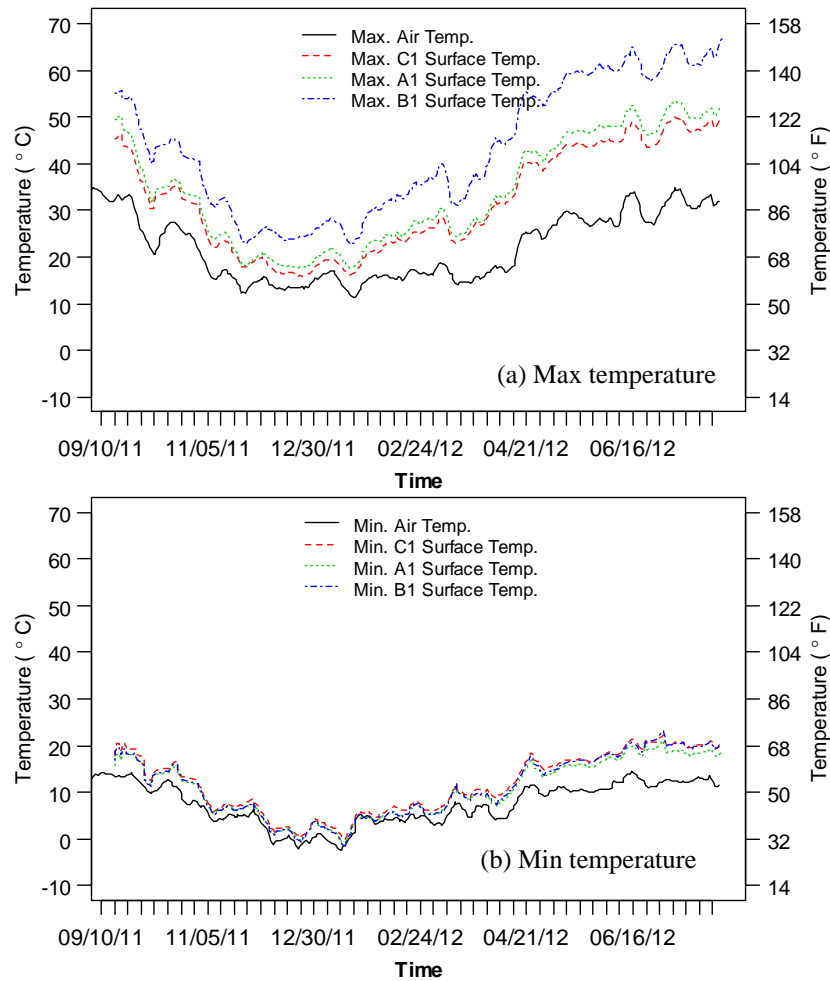 70
60
50
40
30
20
10
0
-10
Temperature ( ° C)
Max. Air Temp.
Max. C1 Surface Temp.
Max. A1 Surface Temp.
Max. B1 Surface Temp.
158
140
122
104
86
68
50
32
14
Temperature ( ° F)
(a) Max temperature
09/10/11 11/05/11 12/30/11 02/24/12 04/21/12 06/16/12
Time
70
60
50
40
30
20
10
0
-10
Temperature ( ° C)
Min. Air Temp.
Min. C1 Surface Temp.
Min. A1 Surface Temp.
Min. B1 Surface Temp.
158
140
122
104
86
68
50
32
14
Temperature ( ° F)
(b) Min temperature
09/10/11 11/05/11 12/30/11 02/24/12 04/21/12 06/16/12
Time